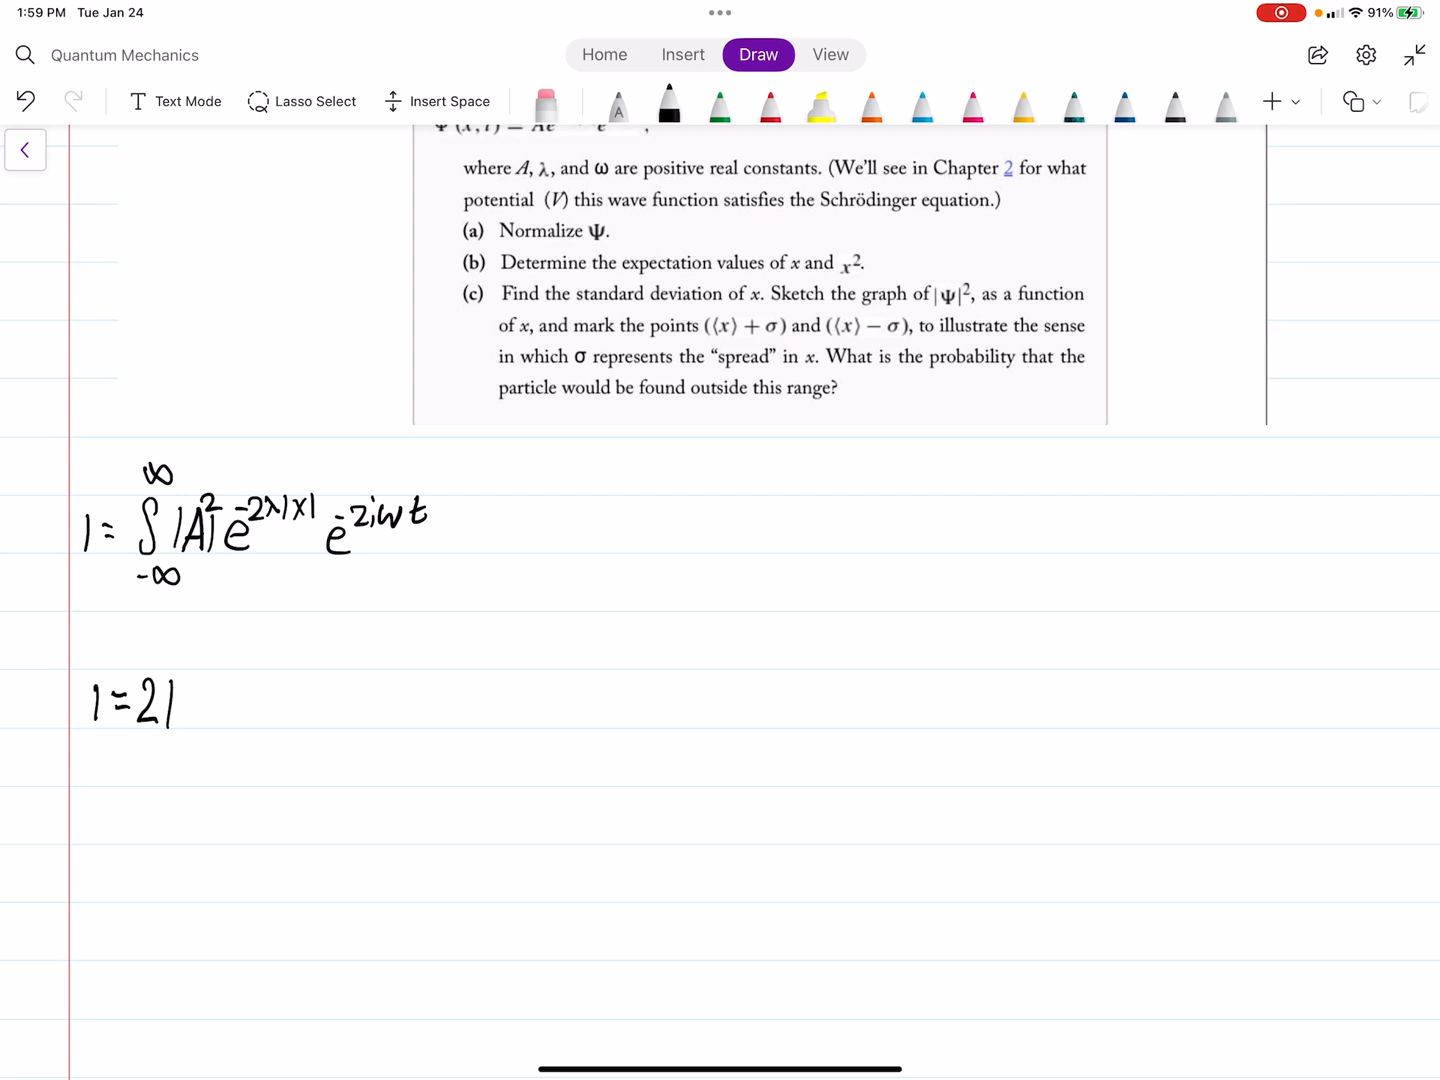 1:59 PM Tue Jan 24
91%
Quantum Mechanics
Home Insert Draw View
Text Mode Lasso Select Insert Space
A
Ψ (x, t) = Ae e ,
where A, λ, and ω are positive real constants. (We'll see in Chapter 2 for what
potential (V) this wave function satisfies the Schrödinger equation.)
(a) Normalize Ψ.
(b) Determine the expectation values of x and x².
(c) Find the standard deviation of x. Sketch the graph of |Ψ|², as a function
of x, and mark the points (⟨x⟩ + σ) and (⟨x⟩ − σ), to illustrate the sense
in which σ represents the “spread” in x. What is the probability that the
particle would be found outside this range?
∞
1 = ∫ |A|² e^-2λ|x| e^-2iωt
-∞
1 = 2|